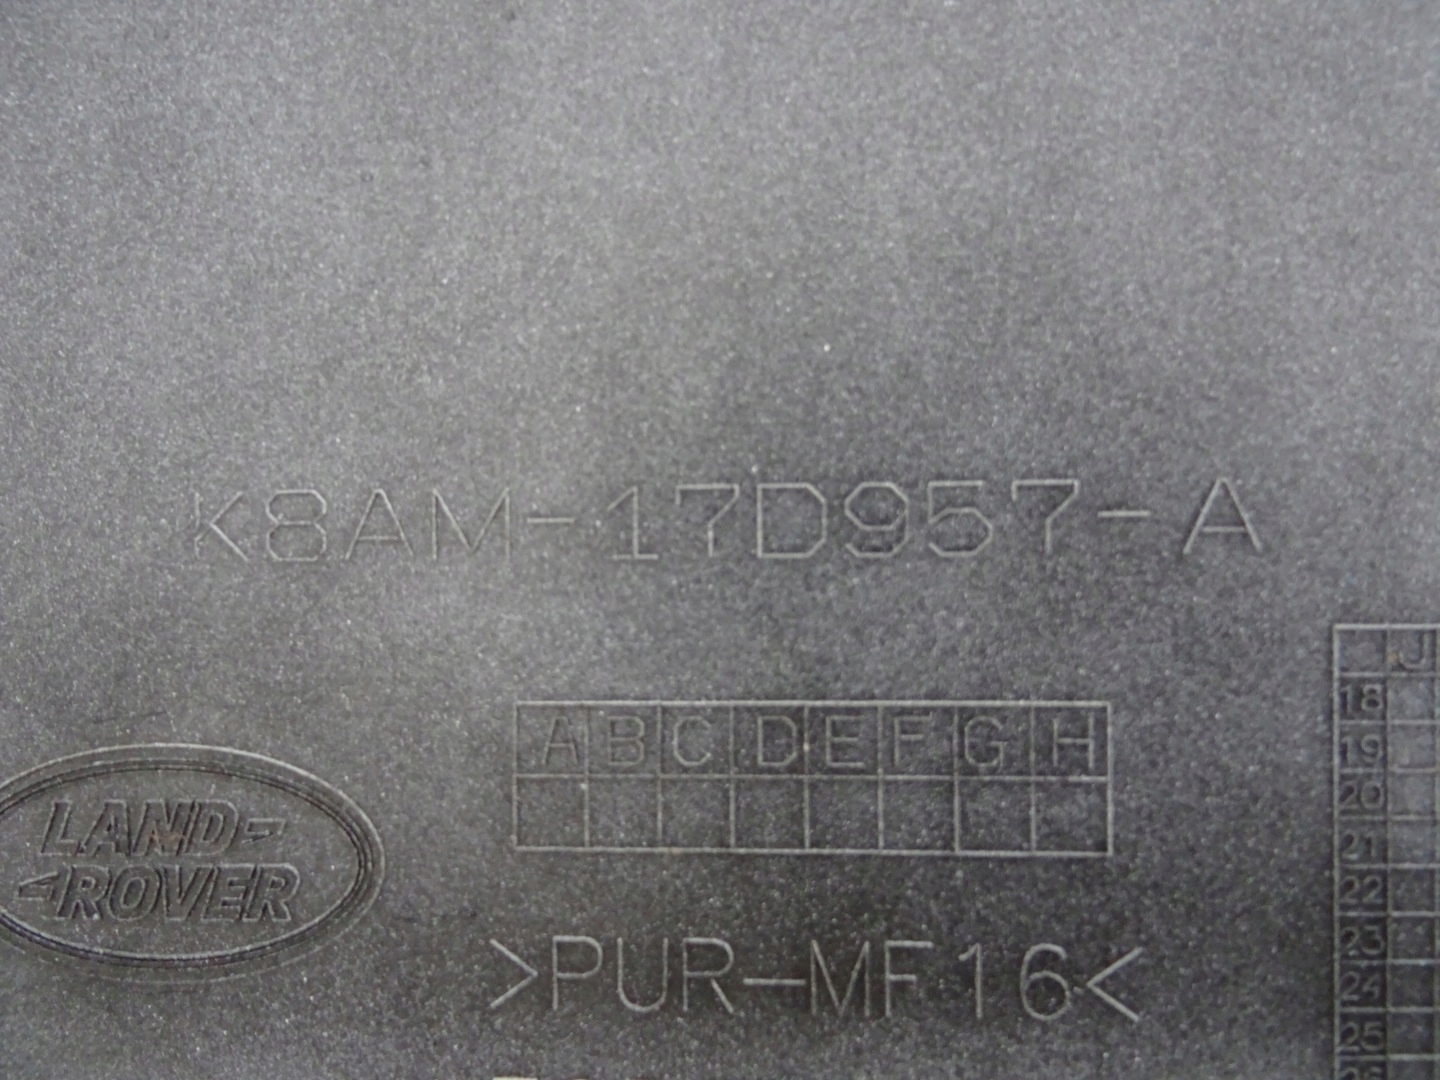 K8AM-17D957-A
J
18
19
20
21
22
23
24
25
A B C D E F G H
LAND-
ROVER
>PUR-MF16<